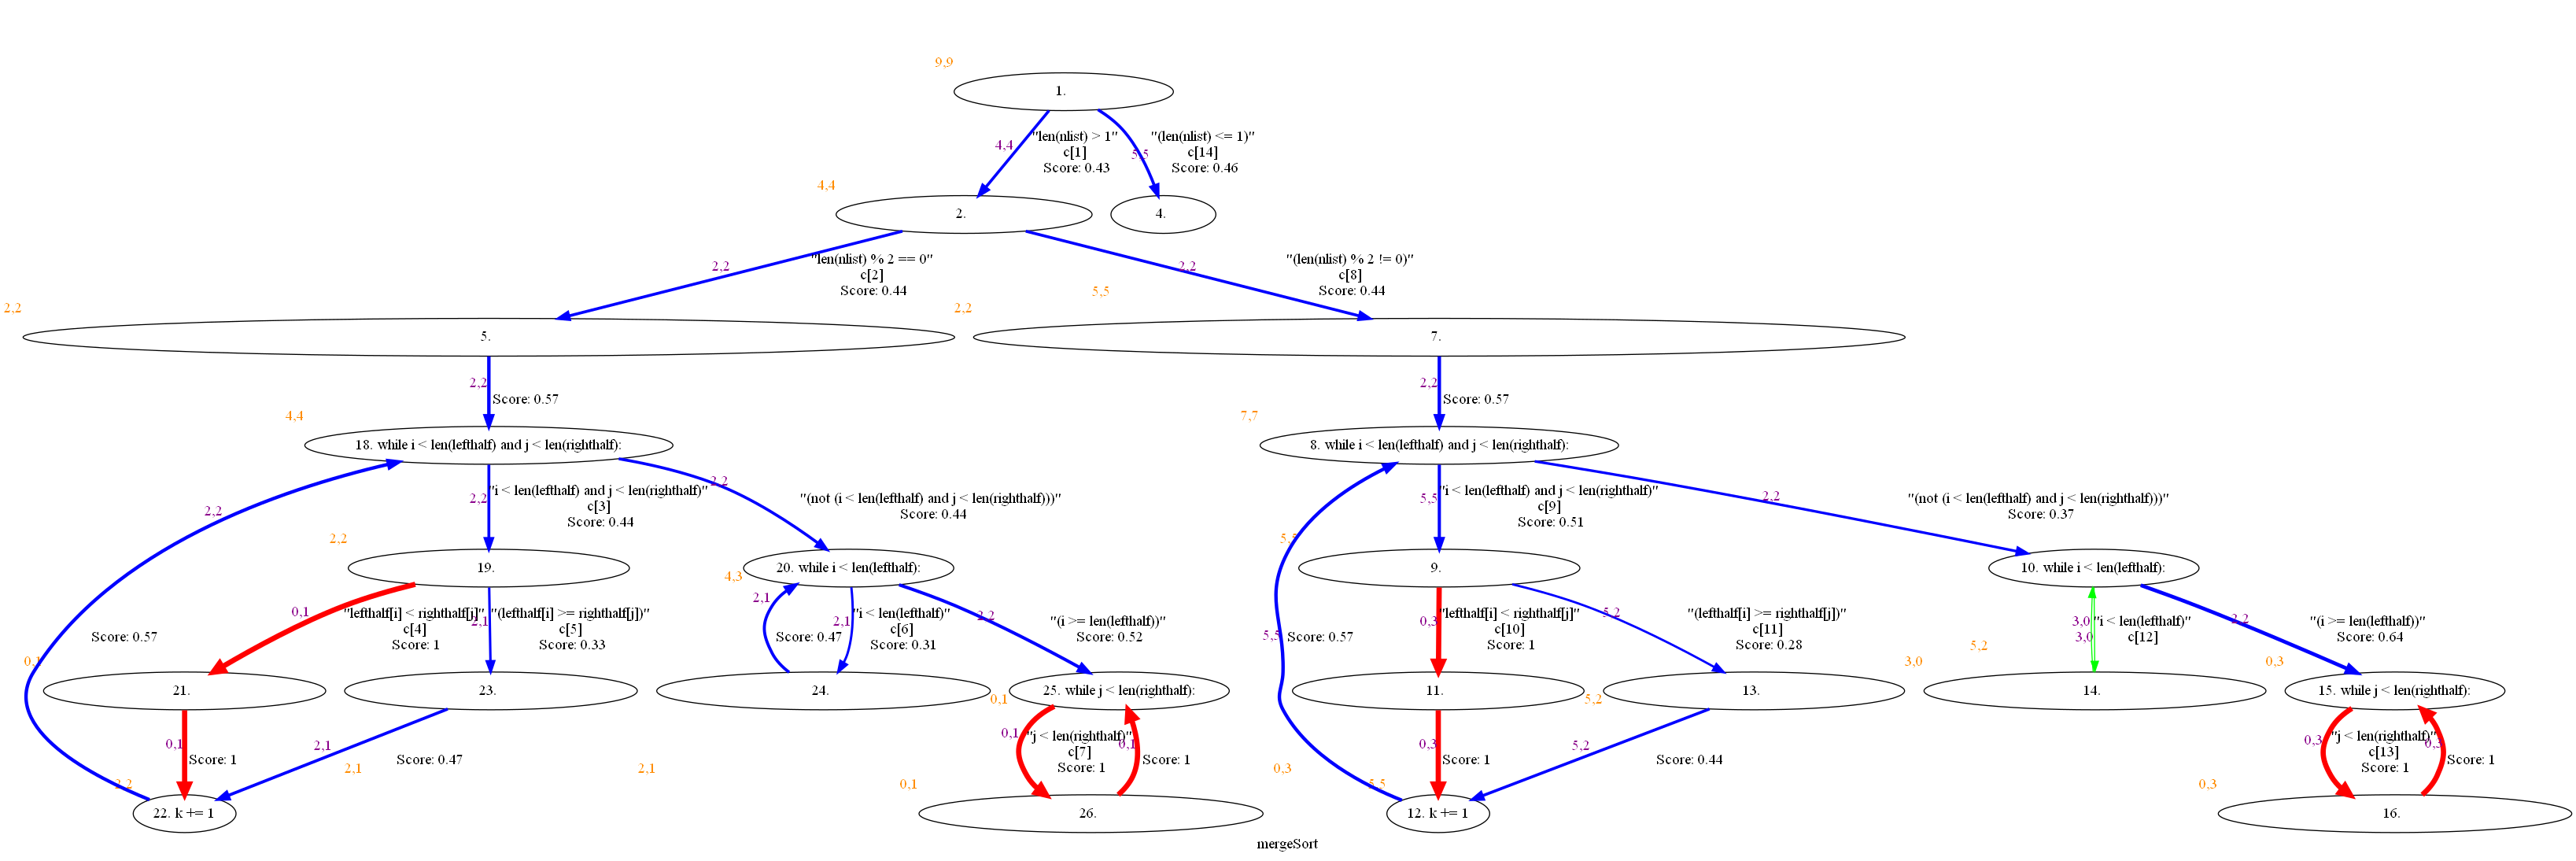 9,9
1.
4,4
"len(nlist) > 1"
c[1]
Score: 0.43
5,5
"(len(nlist) <= 1)"
c[14]
Score: 0.46
4,4
2.
4.
2,2
"len(nlist) % 2 == 0"
c[2]
Score: 0.44
2,2
"(len(nlist) % 2 != 0)"
c[8]
Score: 0.44
5,5
2,2
5.
2,2
7.
2,2
Score: 0.57
2,2
Score: 0.57
4,4
18. while i < len(lefthalf) and j < len(righthalf):
7,7
8. while i < len(lefthalf) and j < len(righthalf):
2,2
2,2
"i < len(lefthalf) and j < len(righthalf)"
c[3]
Score: 0.44
2,2
"(not (i < len(lefthalf) and j < len(righthalf)))"
Score: 0.44
5,5
"i < len(lefthalf) and j < len(righthalf)"
c[9]
Score: 0.51
2,2
"(not (i < len(lefthalf) and j < len(righthalf)))"
Score: 0.37
2,2
19.
4,3
20. while i < len(lefthalf):
9.
10. while i < len(lefthalf):
Score: 0.57
0,1
"lefthalf[i] < righthalf[j]"
c[4]
Score: 1
2,1
"(lefthalf[i] >= righthalf[j])"
c[5]
Score: 0.33
2,1
Score: 0.47
2,1
"i < len(lefthalf)"
c[6]
Score: 0.31
2,2
"(i >= len(lefthalf))"
Score: 0.52
5,5
Score: 0.57
0,3
"lefthalf[i] < righthalf[j]"
c[10]
Score: 1
5,2
"(lefthalf[i] >= righthalf[j])"
c[11]
Score: 0.28
3,0
3,0
"i < len(lefthalf)"
c[12]
2,2
"(i >= len(lefthalf))"
Score: 0.64
0,1
21.
23.
24.
0,1
25. while j < len(righthalf):
11.
13.
3,0
5,2
14.
0,3
15. while j < len(righthalf):
0,1
Score: 1
2,1
Score: 0.47
0,1
"j < len(righthalf)"
c[7]
Score: 1
0,1
Score: 1
0,3
Score: 1
5,2
5,2
Score: 0.44
0,3
"j < len(righthalf)"
c[13]
Score: 1
0,3
Score: 1
2,2
22. k += 1
2,1
2,1
0,1
26.
0,3
5,5
12. k += 1
0,3
16.
mergeSort